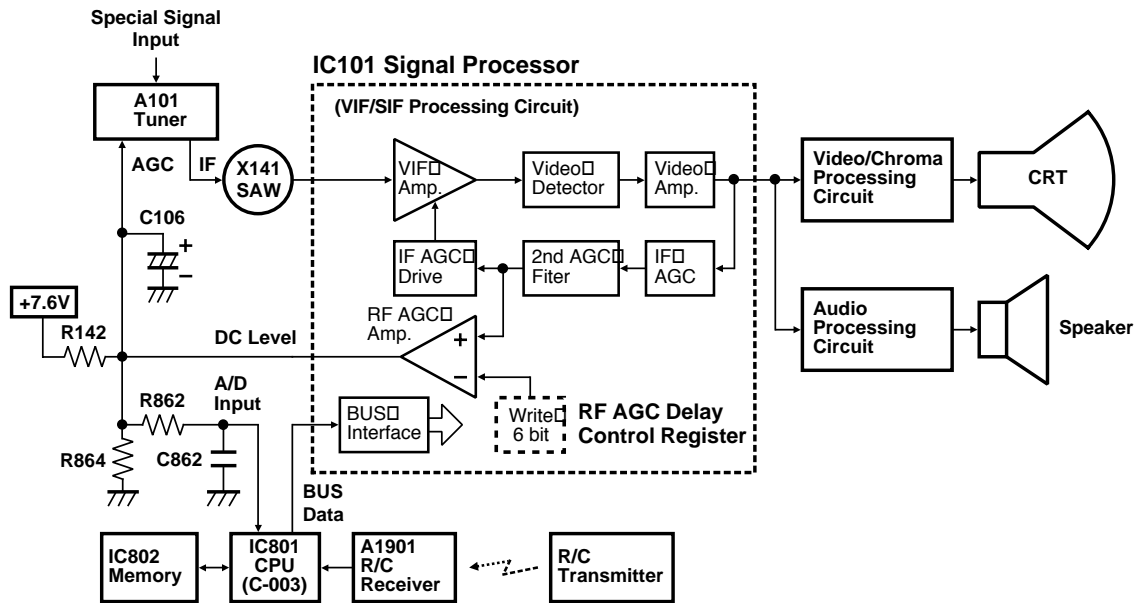 Special Signal
Input
IC101 Signal Processor
(VIF/SIF Processing Circuit)
A101
Tuner
AGC
IF
X141
SAW
VIF□
Amp.
Video□
Detector
Video□
Amp.
Video/Chroma
Processing
Circuit
CRT
C106
+
−
IF AGC□
Drive
2nd AGC□
Fiter
IF□
AGC
+7.6V
R142
DC Level
RF AGC□
Amp.
+
−
Audio
Processing
Circuit
Speaker
R862
A/D
Input
BUS□
Interface
Write□
6 bit
RF AGC Delay
Control Register
R864
C862
BUS
Data
IC802
Memory
IC801
CPU
(C-003)
A1901
R/C
Receiver
R/C
Transmitter